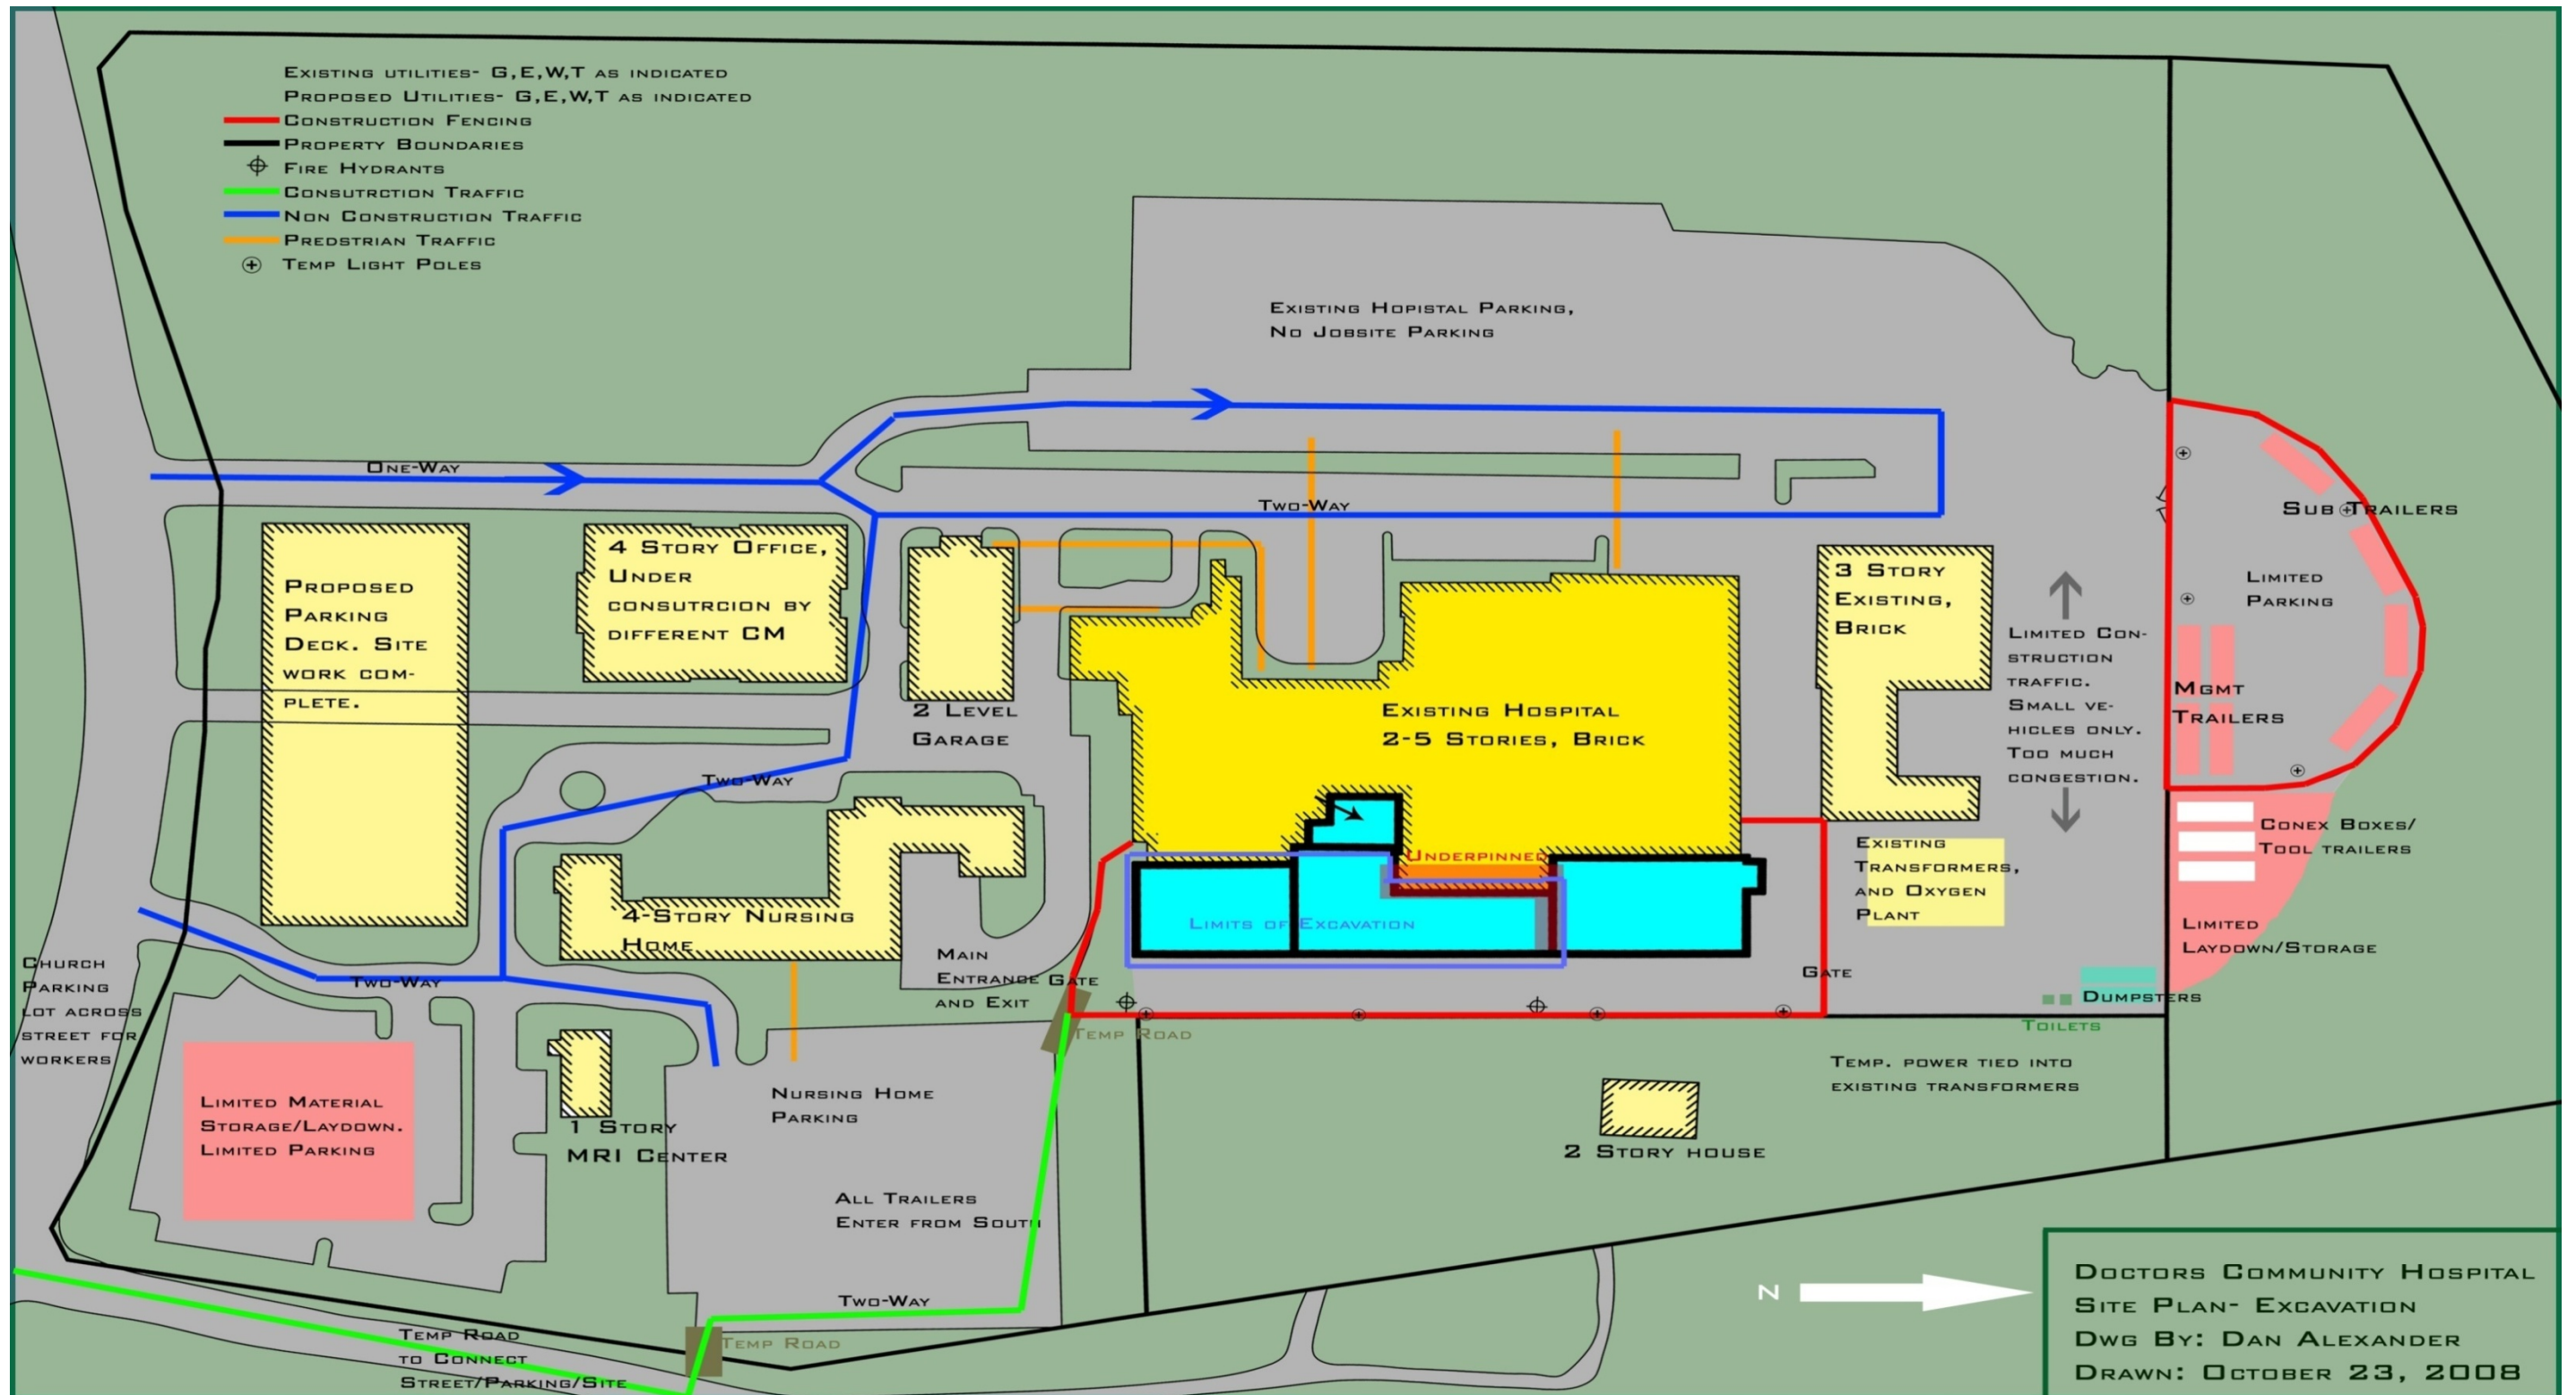 Existing utilities- G,E,W,T as indicated
Proposed Utilities- G,E,W,T as indicated
Construction Fencing
Property Boundaries
Fire Hydrants
Consutrction Traffic
Non Construction Traffic
Predstrian Traffic
Temp Light Poles
Existing Hopistal Parking,
No Jobsite Parking
One-Way
Two-Way
Proposed
Parking
Deck. Site
work com-
plete.
4 Story Office,
Under
consutrcion by
different CM
2 Level
Garage
Existing Hospital
2-5 Stories, Brick
3 Story
Existing,
Brick
Limited Con-
struction
traffic.
Small ve-
hicles only.
Too much
congestion.
Sub Trailers
Limited
Parking
Mgmt
Trailers
Two-Way
Conex Boxes/
Tool trailers
Existing
Transformers,
and Oxygen
Plant
Underpinned
Limits of Excavation
4-Story Nursing
Home
Main
Entrance Gate
and Exit
Gate
Limited
Laydown/Storage
Dumpsters
Toilets
Church
Parking
lot across
street for
workers
Two-Way
Temp Road
Temp. power tied into
existing transformers
Limited Material
Storage/Laydown.
Limited Parking
1 Story
MRI Center
Nursing Home
Parking
2 Story house
All Trailers
Enter from South
Two-Way
Temp Road
Temp Road
to Connect
Street/Parking/Site
N
Doctors Community Hospital
Site Plan- Excavation
Dwg By: Dan Alexander
Drawn: October 23, 2008